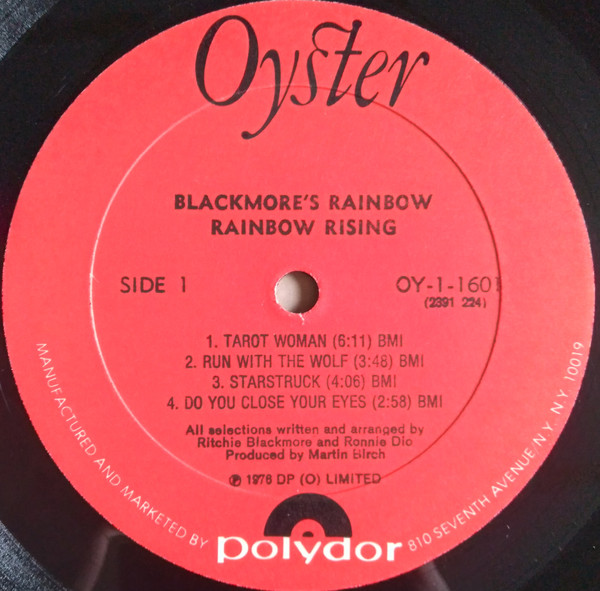 Oyster
BLACKMORE'S RAINBOW
RAINBOW RISING
SIDE 1
OY-1-1601
(2391 224)
1. TAROT WOMAN (6:11) BMI
2. RUN WITH THE WOLF (3:48) BMI
3. STARSTRUCK (4:06) BMI
4. DO YOU CLOSE YOUR EYES (2:58) BMI
All selections written and arranged by
Ritchie Blackmore and Ronnie Dio
Produced by Martin Birch
℗ 1976 DP (O) LIMITED
MANUFACTURED AND MARKETED BY
polydor
810 SEVENTH AVENUE/N.Y. N.Y. 10019